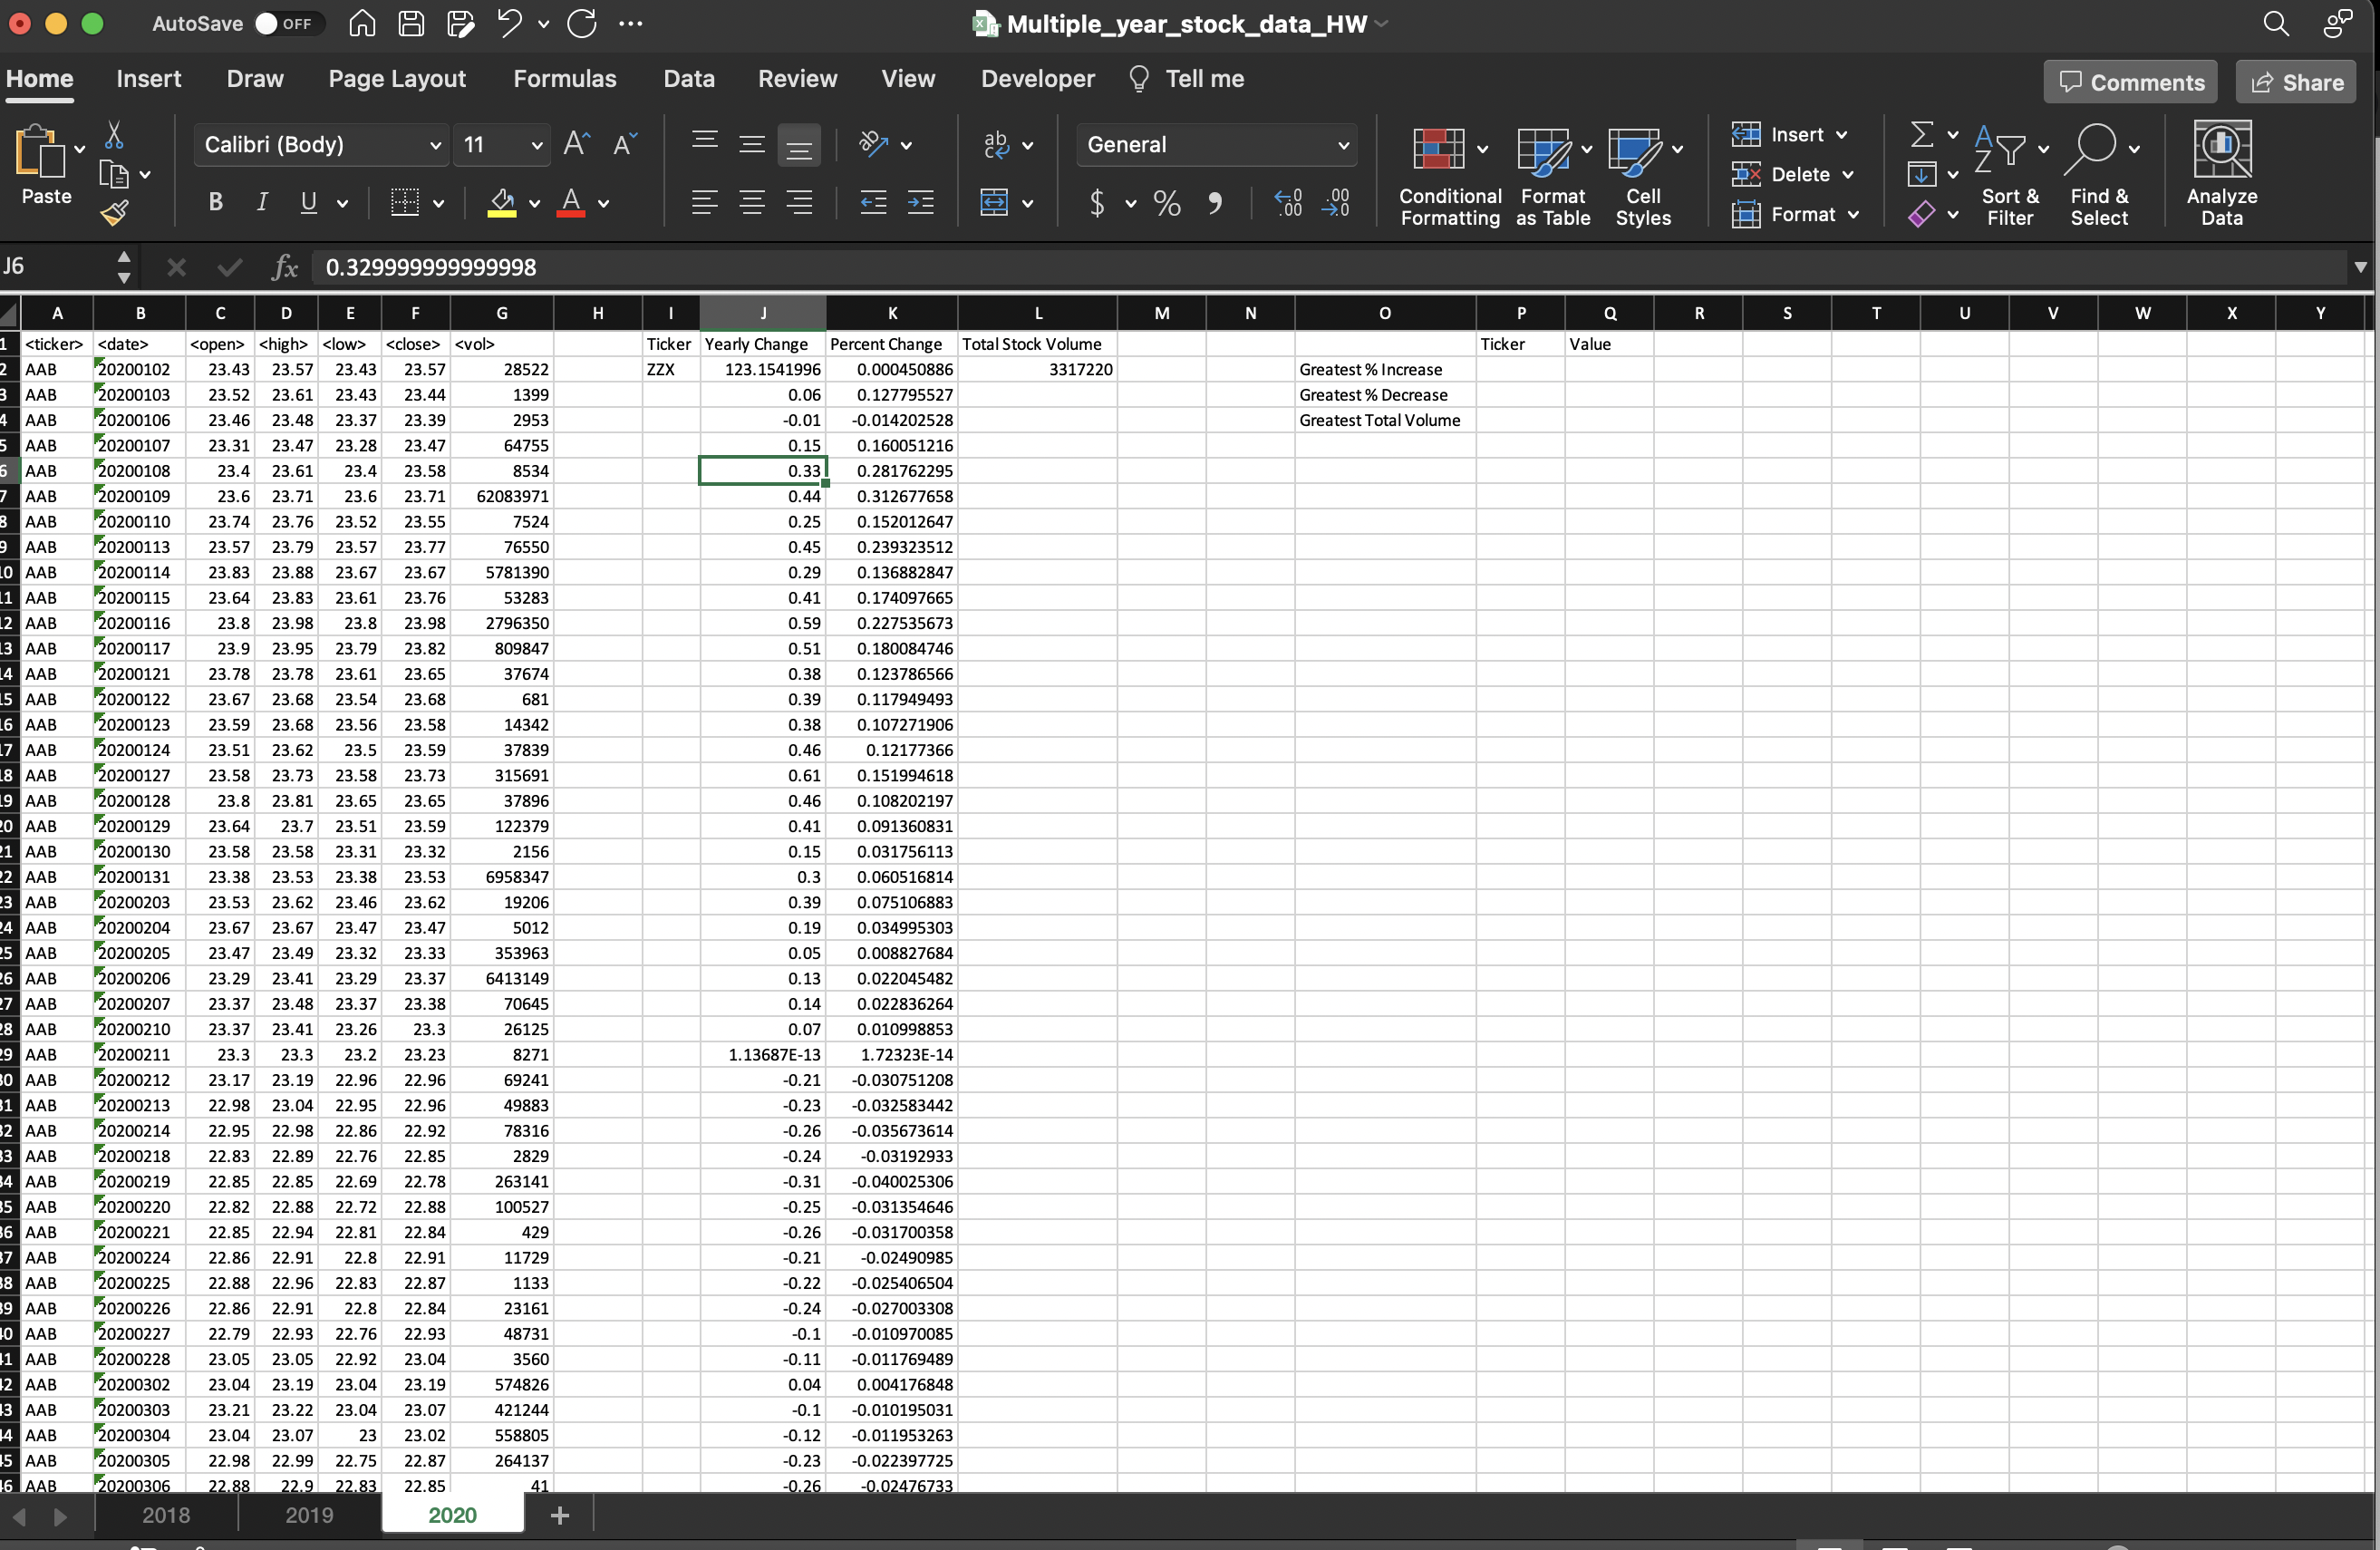 AutoSave OFF Multiple_year_stock_data_HW
Home Insert Draw Page Layout Formulas Data Review View Developer Tell me Comments Share
Paste Calibri (Body) 11 General Conditional Formatting Format as Table Cell Styles Insert Delete Format Sort & Filter Find & Select Analyze Data
J6 fx 0.329999999999998
A B C D E F G H I J K L M N O P Q R S T U V W X Y
1 <ticker> <date> <open> <high> <low> <close> <vol> Ticker Yearly Change Percent Change Total Stock Volume Ticker Value
2 AAB 20200102 23.43 23.57 23.43 23.57 28522 ZZX 123.1541996 0.000450886 3317220 Greatest % Increase
3 AAB 20200103 23.52 23.61 23.43 23.44 1399 0.06 0.127795527 Greatest % Decrease
4 AAB 20200106 23.46 23.48 23.37 23.39 2953 -0.01 -0.014202528 Greatest Total Volume
5 AAB 20200107 23.31 23.47 23.28 23.47 64755 0.15 0.160051216
6 AAB 20200108 23.4 23.61 23.4 23.58 8534 0.33 0.281762295
7 AAB 20200109 23.6 23.71 23.6 23.71 62083971 0.44 0.312677658
8 AAB 20200110 23.74 23.76 23.52 23.55 7524 0.25 0.152012647
9 AAB 20200113 23.57 23.79 23.57 23.77 76550 0.45 0.239323512
10 AAB 20200114 23.83 23.88 23.67 23.67 5781390 0.29 0.136882847
11 AAB 20200115 23.64 23.83 23.61 23.76 53283 0.41 0.174097665
12 AAB 20200116 23.8 23.98 23.8 23.98 2796350 0.59 0.227535673
13 AAB 20200117 23.9 23.95 23.79 23.82 809847 0.51 0.180084746
14 AAB 20200121 23.78 23.78 23.61 23.65 37674 0.38 0.123786566
15 AAB 20200122 23.67 23.68 23.54 23.68 681 0.39 0.117949493
16 AAB 20200123 23.59 23.68 23.56 23.58 14342 0.38 0.107271906
17 AAB 20200124 23.51 23.62 23.5 23.59 37839 0.46 0.12177366
18 AAB 20200127 23.58 23.73 23.58 23.73 315691 0.61 0.151994618
19 AAB 20200128 23.8 23.81 23.65 23.65 37896 0.46 0.108202197
20 AAB 20200129 23.64 23.7 23.51 23.59 122379 0.41 0.091360831
21 AAB 20200130 23.58 23.58 23.31 23.32 2156 0.15 0.031756113
22 AAB 20200131 23.38 23.53 23.38 23.53 6958347 0.3 0.060516814
23 AAB 20200203 23.53 23.62 23.46 23.62 19206 0.39 0.075106883
24 AAB 20200204 23.67 23.67 23.47 23.47 5012 0.19 0.034995303
25 AAB 20200205 23.47 23.49 23.32 23.33 353963 0.05 0.008827684
26 AAB 20200206 23.29 23.41 23.29 23.37 6413149 0.13 0.022045482
27 AAB 20200207 23.37 23.48 23.37 23.38 70645 0.14 0.022836264
28 AAB 20200210 23.37 23.41 23.26 23.3 26125 0.07 0.010998853
29 AAB 20200211 23.3 23.3 23.2 23.23 8271 1.13687E-13 1.72323E-14
30 AAB 20200212 23.17 23.19 22.96 22.96 69241 -0.21 -0.030751208
31 AAB 20200213 22.98 23.04 22.95 22.96 49883 -0.23 -0.032583442
32 AAB 20200214 22.95 22.98 22.86 22.92 78316 -0.26 -0.035673614
33 AAB 20200218 22.83 22.89 22.76 22.85 2829 -0.24 -0.03192933
34 AAB 20200219 22.85 22.85 22.69 22.78 263141 -0.31 -0.040025306
35 AAB 20200220 22.82 22.88 22.72 22.88 100527 -0.25 -0.031354646
36 AAB 20200221 22.85 22.94 22.81 22.84 429 -0.26 -0.031700358
37 AAB 20200224 22.86 22.91 22.8 22.91 11729 -0.21 -0.02490985
38 AAB 20200225 22.88 22.96 22.83 22.87 1133 -0.22 -0.025406504
39 AAB 20200226 22.86 22.91 22.8 22.84 23161 -0.24 -0.027003308
40 AAB 20200227 22.79 22.93 22.76 22.93 48731 -0.1 -0.010970085
41 AAB 20200228 23.05 23.05 22.92 23.04 3560 -0.11 -0.011769489
42 AAB 20200302 23.04 23.19 23.04 23.19 574826 0.04 0.004176848
43 AAB 20200303 23.21 23.22 23.04 23.07 421244 -0.1 -0.010195031
44 AAB 20200304 23.04 23.07 23 23.02 558805 -0.12 -0.011953263
45 AAB 20200305 22.98 22.99 22.75 22.87 264137 -0.23 -0.022397725
46 AAB 20200306 22.88 22.9 22.83 22.85 41 -0.26 -0.02476733
2018 2019 2020